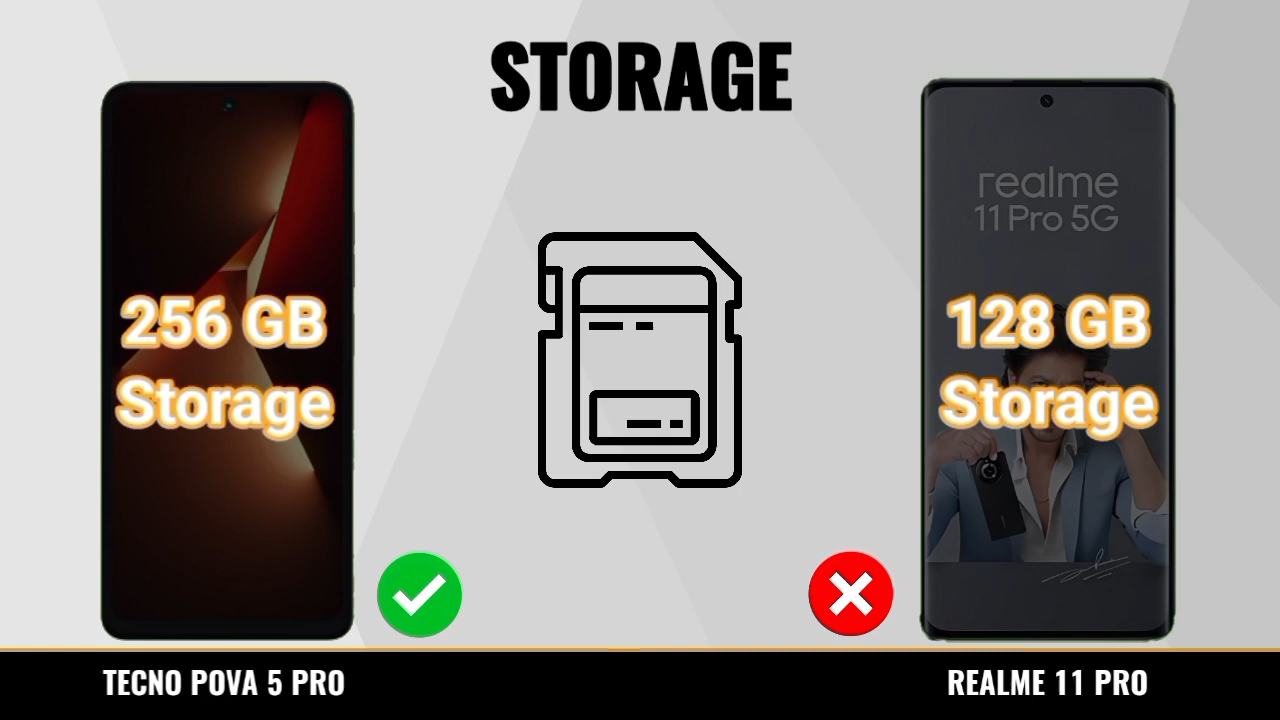 STORAGE
realme
11 Pro 5G
256 GB
Storage
128 GB
Storage
TECNO POVA 5 PRO
REALME 11 PRO